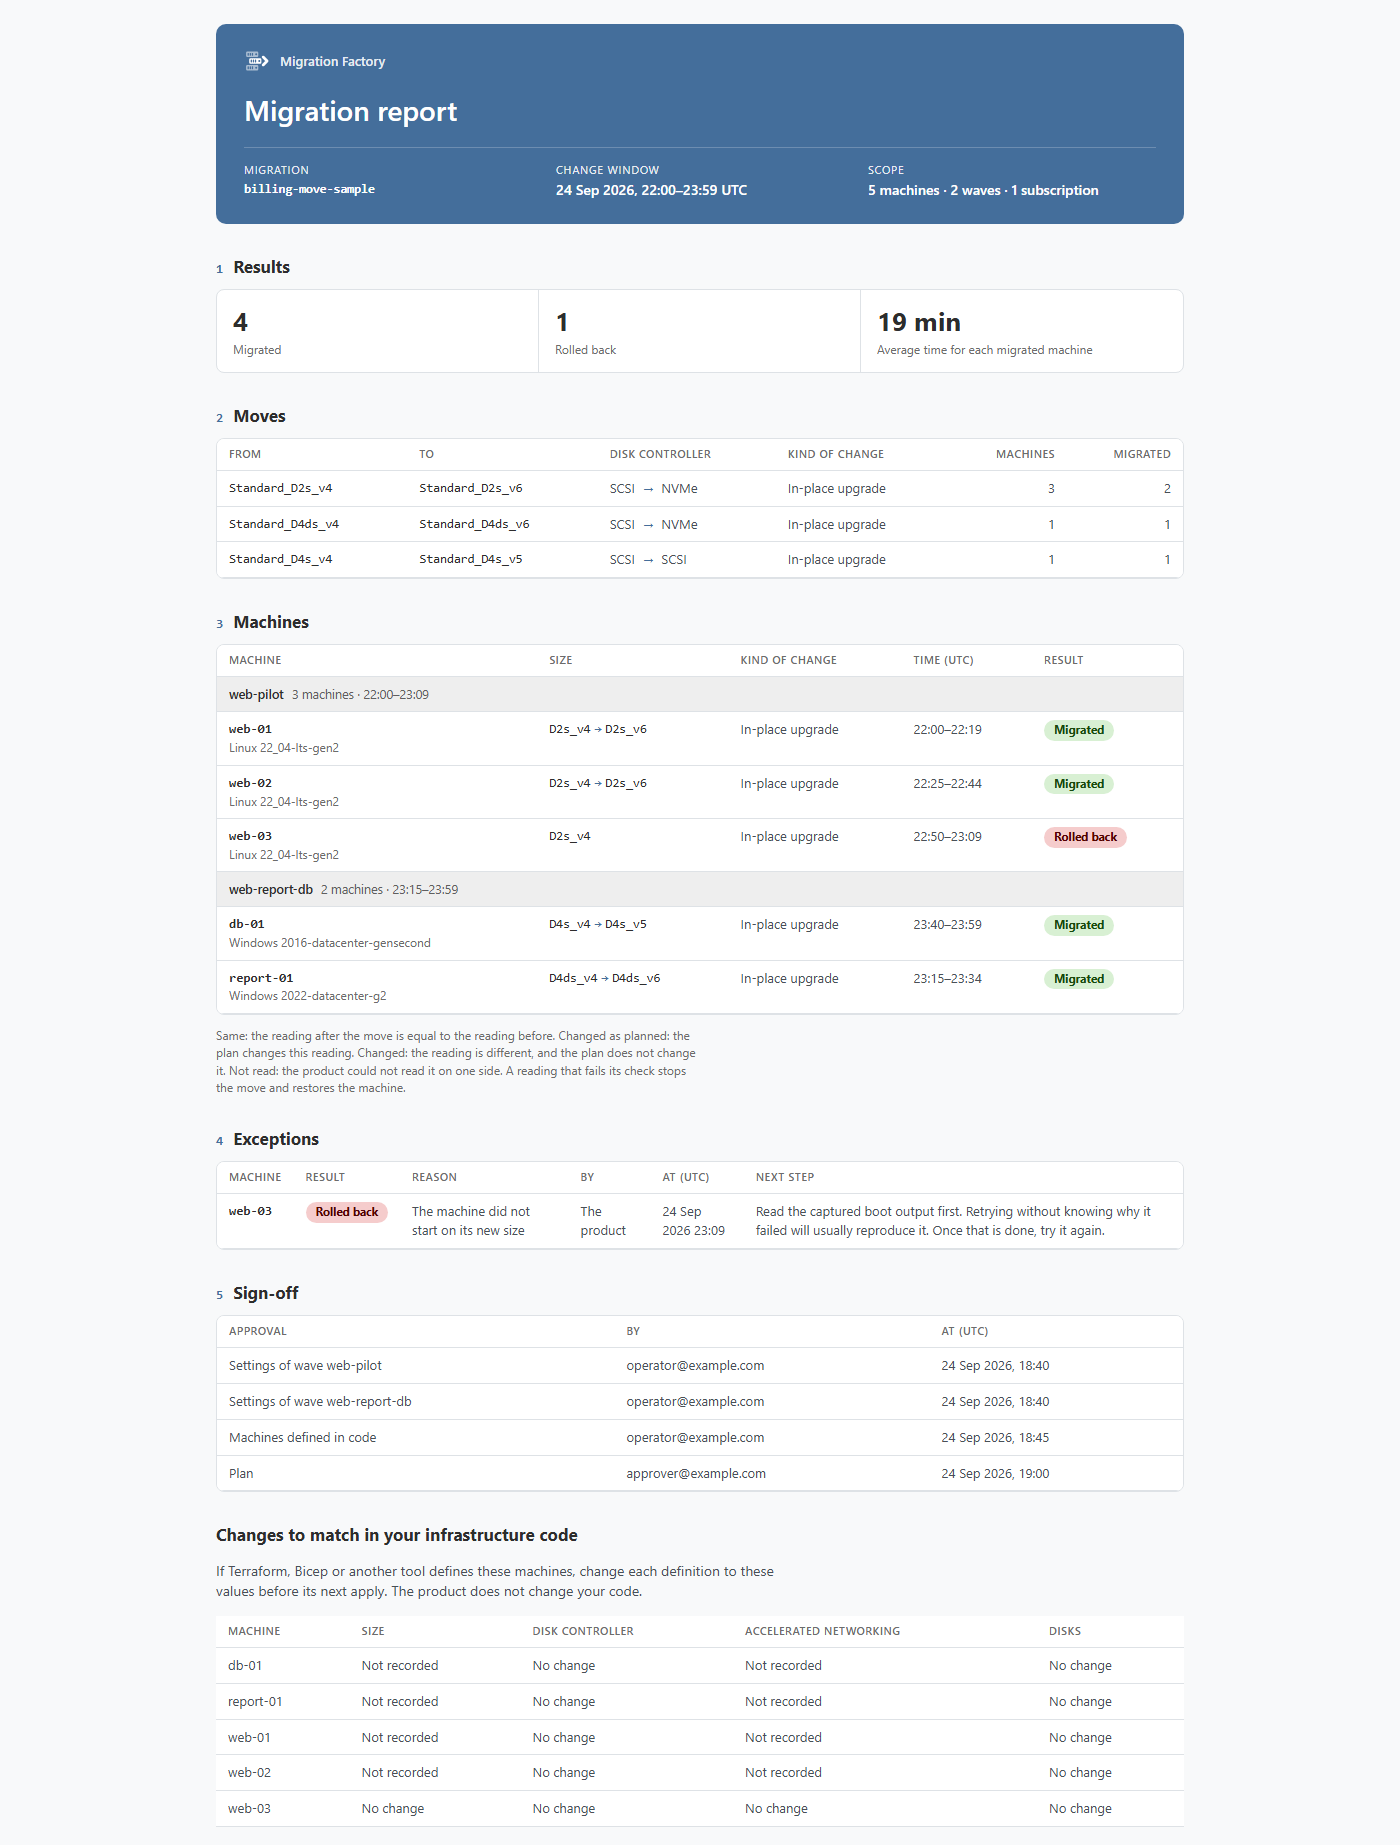 Migration Factory
Migration report
MIGRATION CHANGE WINDOW SCOPE
billing-move-sample 24 Sep 2026, 22:00–23:59 UTC 5 machines · 2 waves · 1 subscription
1 Results
4 1 19 min
Migrated Rolled back Average time for each migrated machine
2 Moves
FROM TO DISK CONTROLLER KIND OF CHANGE MACHINES MIGRATED
Standard_D2s_v4 Standard_D2s_v6 SCSI → NVMe In-place upgrade 3 2
Standard_D4ds_v4 Standard_D4ds_v6 SCSI → NVMe In-place upgrade 1 1
Standard_D4s_v4 Standard_D4s_v5 SCSI → SCSI In-place upgrade 1 1
3 Machines
MACHINE SIZE KIND OF CHANGE TIME (UTC) RESULT
web-pilot 3 machines · 22:00–23:09
web-01 D2s_v4 → D2s_v6 In-place upgrade 22:00–22:19 Migrated
Linux 22_04-lts-gen2
web-02 D2s_v4 → D2s_v6 In-place upgrade 22:25–22:44 Migrated
Linux 22_04-lts-gen2
web-03 D2s_v4 In-place upgrade 22:50–23:09 Rolled back
Linux 22_04-lts-gen2
web-report-db 2 machines · 23:15–23:59
db-01 D4s_v4 → D4s_v5 In-place upgrade 23:40–23:59 Migrated
Windows 2016-datacenter-gensecond
report-01 D4ds_v4 → D4ds_v6 In-place upgrade 23:15–23:34 Migrated
Windows 2022-datacenter-g2
Same: the reading after the move is equal to the reading before. Changed as planned: the
plan changes this reading. Changed: the reading is different, and the plan does not change
it. Not read: the product could not read it on one side. A reading that fails its check stops
the move and restores the machine.
4 Exceptions
MACHINE RESULT REASON BY AT (UTC) NEXT STEP
web-03 Rolled back The machine did not The 24 Sep Read the captured boot output first. Retrying without knowing why it
start on its new size product 2026 23:09 failed will usually reproduce it. Once that is done, try it again.
5 Sign-off
APPROVAL BY AT (UTC)
Settings of wave web-pilot operator@example.com 24 Sep 2026, 18:40
Settings of wave web-report-db operator@example.com 24 Sep 2026, 18:40
Machines defined in code operator@example.com 24 Sep 2026, 18:45
Plan approver@example.com 24 Sep 2026, 19:00
Changes to match in your infrastructure code
If Terraform, Bicep or another tool defines these machines, change each definition to these
values before its next apply. The product does not change your code.
MACHINE SIZE DISK CONTROLLER ACCELERATED NETWORKING DISKS
db-01 Not recorded No change Not recorded No change
report-01 Not recorded No change Not recorded No change
web-01 Not recorded No change Not recorded No change
web-02 Not recorded No change Not recorded No change
web-03 No change No change No change No change